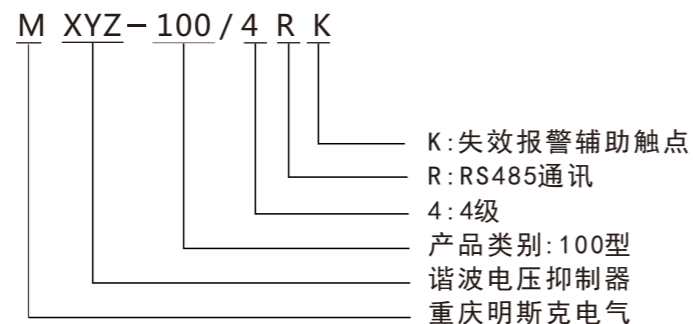 M XYZ-100/4 R K
K:失效报警辅助触点
R:RS485通讯
4:4级
产品类别:100型
谐波电压抑制器
重庆明斯克电气